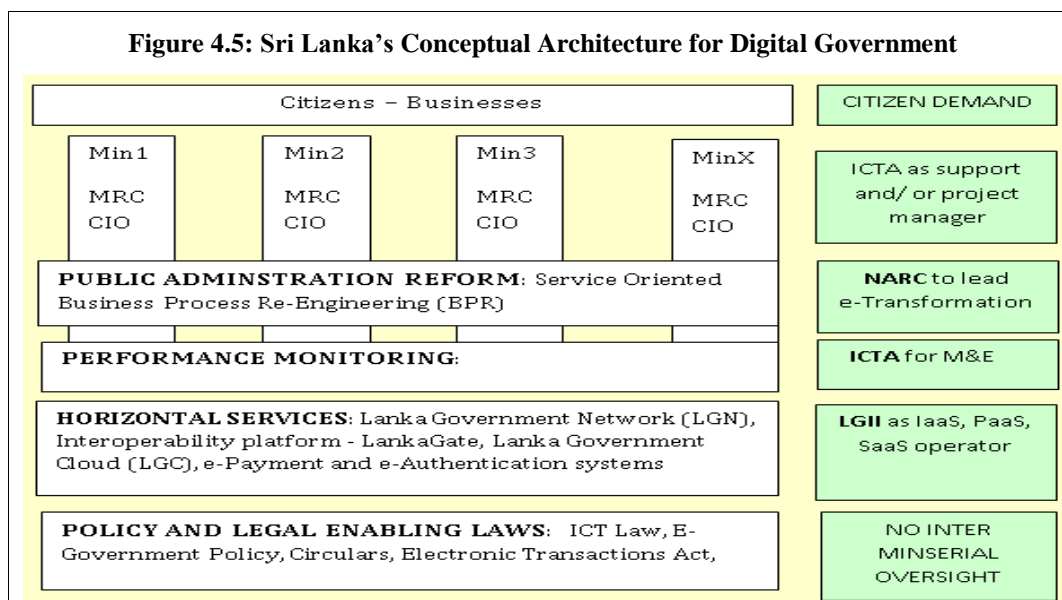 Figure 4.5: Sri Lanka's Conceptual Architecture for Digital Government
Citizens – Businesses
CITIZEN DEMAND
Min1
MRC
CIO
Min2
MRC
CIO
Min3
MRC
CIO
MinX
MRC
CIO
ICTA as support
and/ or project
manager
PUBLIC ADMINSTRATION REFORM: Service Oriented
Business Process Re-Engineering (BPR)
NARC to lead
e-Transformation
PERFORMANCE MONITORING:
ICTA for M&E
HORIZONTAL SERVICES: Lanka Government Network (LGN),
Interoperability platform - LankaGate, Lanka Government
Cloud (LGC), e-Payment and e-Authentication systems
LGII as IaaS, PaaS,
SaaS operator
POLICY AND LEGAL ENABLING LAWS: ICT Law, E-
Government Policy, Circulars, Electronic Transactions Act,
NO INTER
MINSERIAL
OVERSIGHT